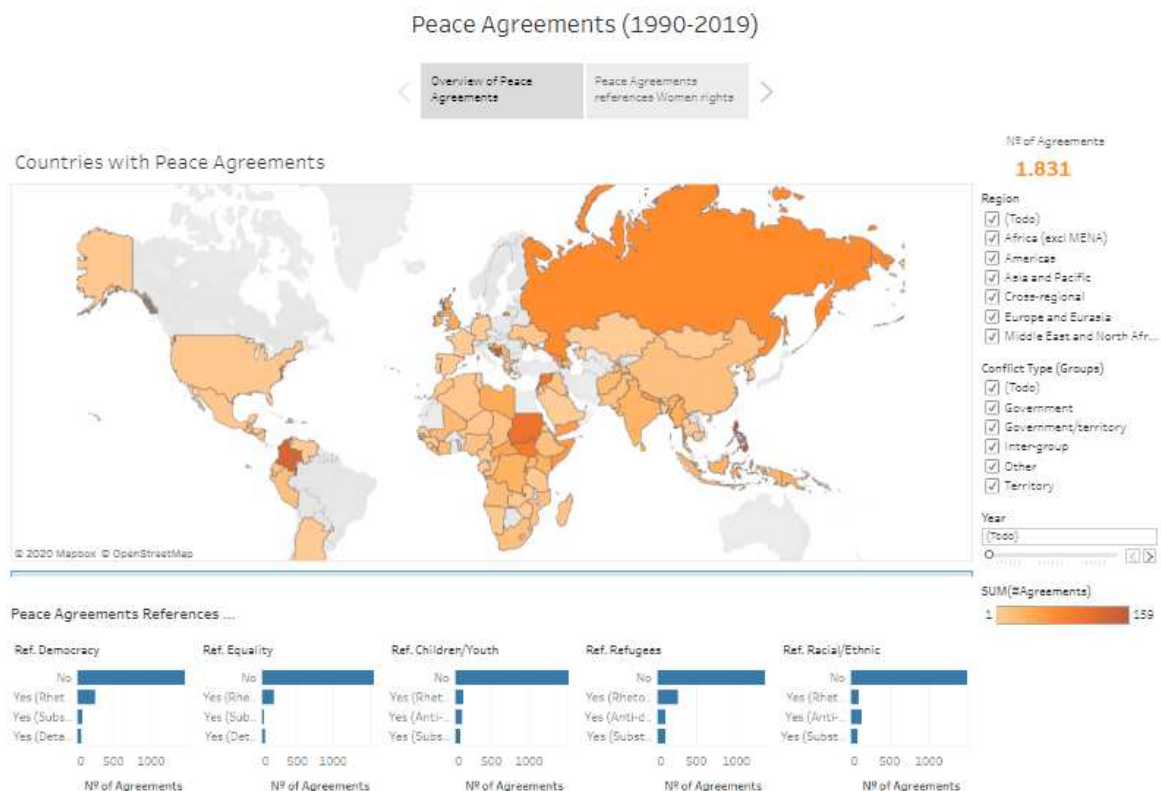 Peace Agreements (1990-2019)
Overview of Peace
Agreements
Peace Agreements
references Women rights
Countries with Peace Agreements
© 2020 Mapbox © OpenStreetMap
Nº of Agreements
1.831
Region
(Todo)
Africa (excl MENA)
Americas
Asia and Pacific
Cross-regional
Europe and Eurasia
Middle East and North Afr...
Conflict Type (Groups)
(Todo)
Government
Government/territory
Inter-group
Other
Territory
Year
(Todo)
SUM(#Agreements)
1
159
Peace Agreements References ...
Ref. Democracy
No
Yes (Rhet..
Yes (Subs..
Yes (Deta..
0 500 1000
Nº of Agreements
Ref. Equality
No
Yes (Rhe..
Yes (Sub..
Yes (Det..
0 500 1000
Nº of Agreements
Ref. Children/Youth
No
Yes (Rhet..
Yes (Anti-..
Yes (Subs..
0 500 1000
Nº of Agreements
Ref. Refugees
No
Yes (Rheto..
Yes (Anti-d..
Yes (Subst..
0 500 1000
Nº of Agreements
Ref. Racial/Ethnic
No
Yes (Rhet..
Yes (Anti-..
Yes (Subst..
0 500 1000
Nº of Agreements